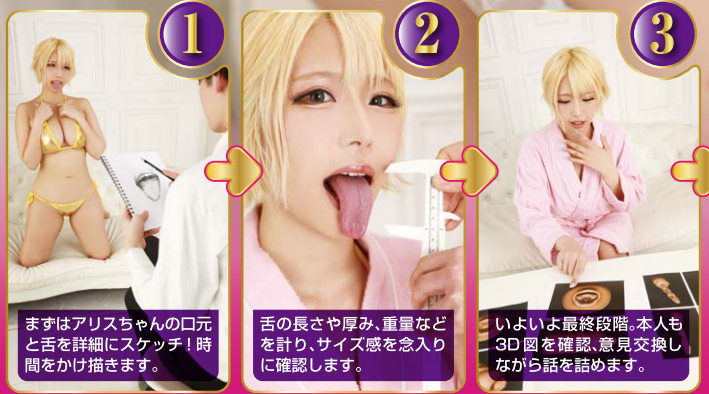 1
まずはアリスちゃんの口元
と舌を詳細にスケッチ！時
間をかけ描きます。
2
舌の長さや厚み、重量など
を計り、サイズ感を念入り
に確認します。
3
いよいよ最終段階。本人も
3D図を確認、意見交換し
ながら話を詰めます。